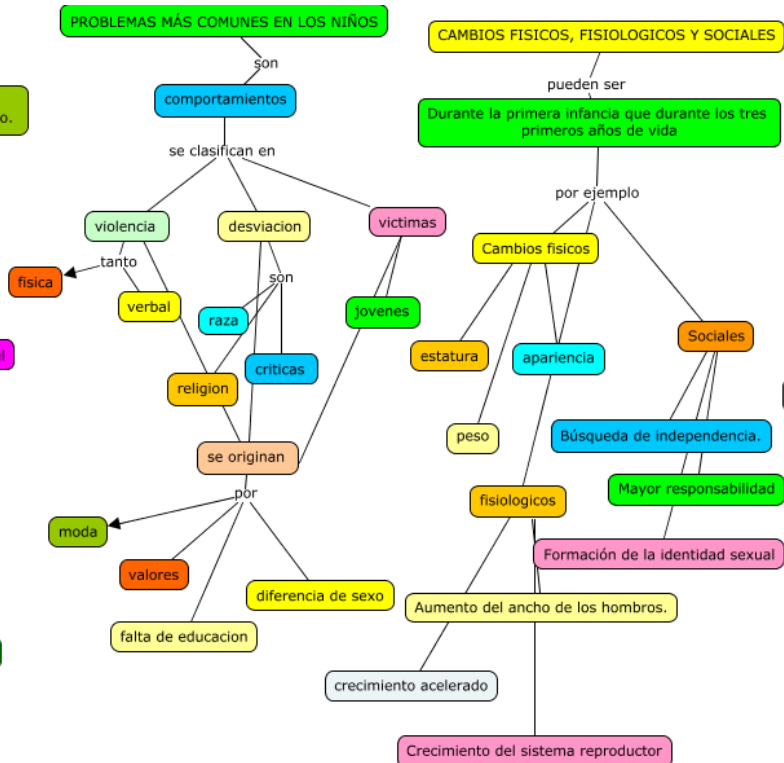 PROBLEMAS MÁS COMUNES EN LOS NIÑOS
son
comportamientos
se clasifican en
violencia
desviacion
victimas
tanto
fisica
verbal
son
raza
religion
criticas
jovenes
se originan
por
moda
valores
falta de educacion
diferencia de sexo
CAMBIOS FISICOS, FISIOLOGICOS Y SOCIALES
pueden ser
Durante la primera infancia que durante los tres
primeros años de vida
por ejemplo
Cambios fisicos
Sociales
estatura
apariencia
peso
Búsqueda de independencia.
Mayor responsabilidad
Formación de la identidad sexual
fisiologicos
Aumento del ancho de los hombros.
crecimiento acelerado
Crecimiento del sistema reproductor